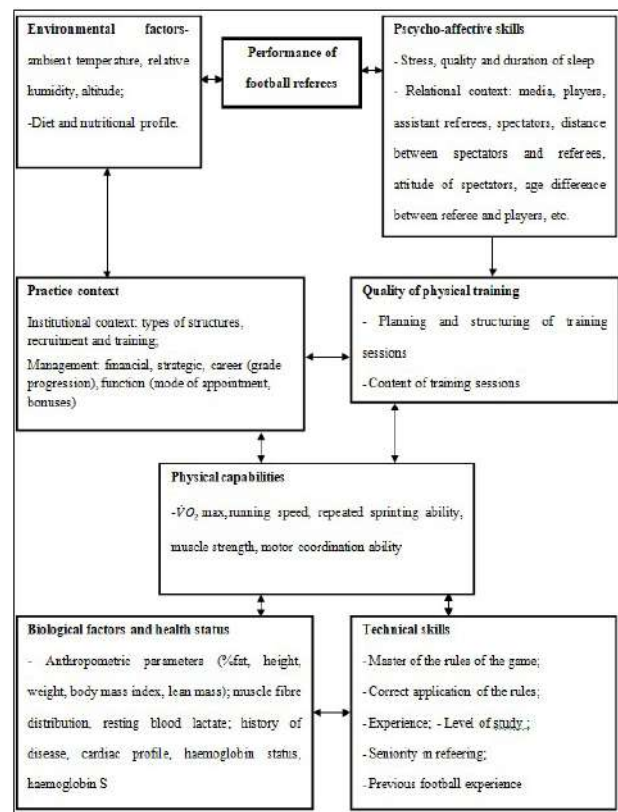 Environmental factors-
ambient temperature, relative
humidity, altitude;
-Diet and nutritional profile.
Performance of
football referees
Pscycho-affective skills
- Stress, quality and duration of sleep
- Relational context: media, players,
assistant referees, spectators, distance
between spectators and referees,
attitude of spectators, age difference
between referee and players, etc.
Practice context
Institutional context: types of structures,
recruitment and training;
Management: financial, strategic, career (grade
progression), function (mode of appointment,
bonuses)
Quality of physical training
- Planning and structuring of training
sessions
- Content of training sessions
Physical capabilities
-V̇O₂ max, running speed, repeated sprinting ability,
muscle strength, motor coordination ability
Biological factors and health status
- Anthropometric parameters (%fat, height,
weight, body mass index, lean mass); muscle fibre
distribution, resting blood lactate; history of
disease, cardiac profile, haemoglobin status,
haemoglobin S
Technical skills
- Master of the rules of the game;
- Correct application of the rules;
- Experience; - Level of study ;
- Seniority in refereeing;
- Previous football experience